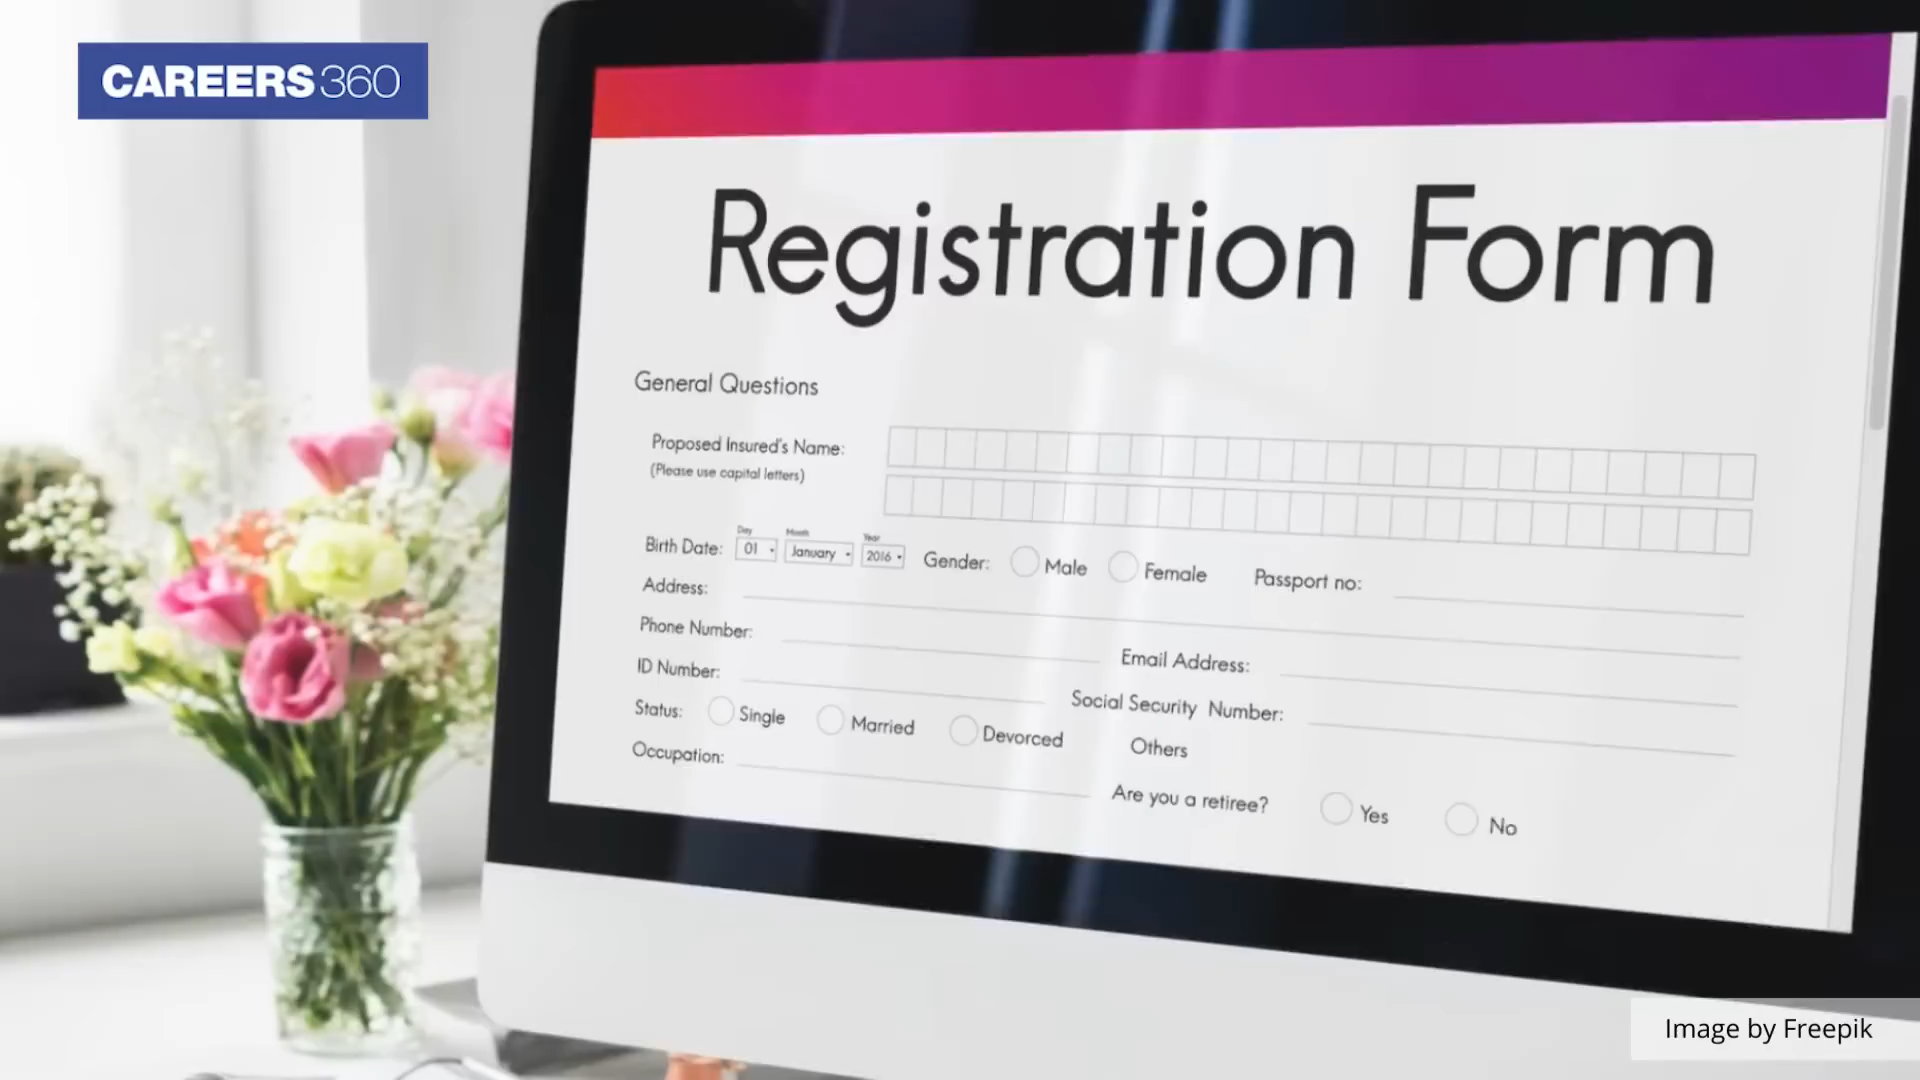 CAREERS360
Registration Form
General Questions
Proposed Insured's Name:
(Please use capital letters)
Day Month Year
Birth Date: 01 January 2016 Gender: Male Female Passport no:
Address:
Phone Number: Email Address:
ID Number: Social Security Number:
Status: Single Married Devorced Others
Occupation: Are you a retiree? Yes No
Image by Freepik